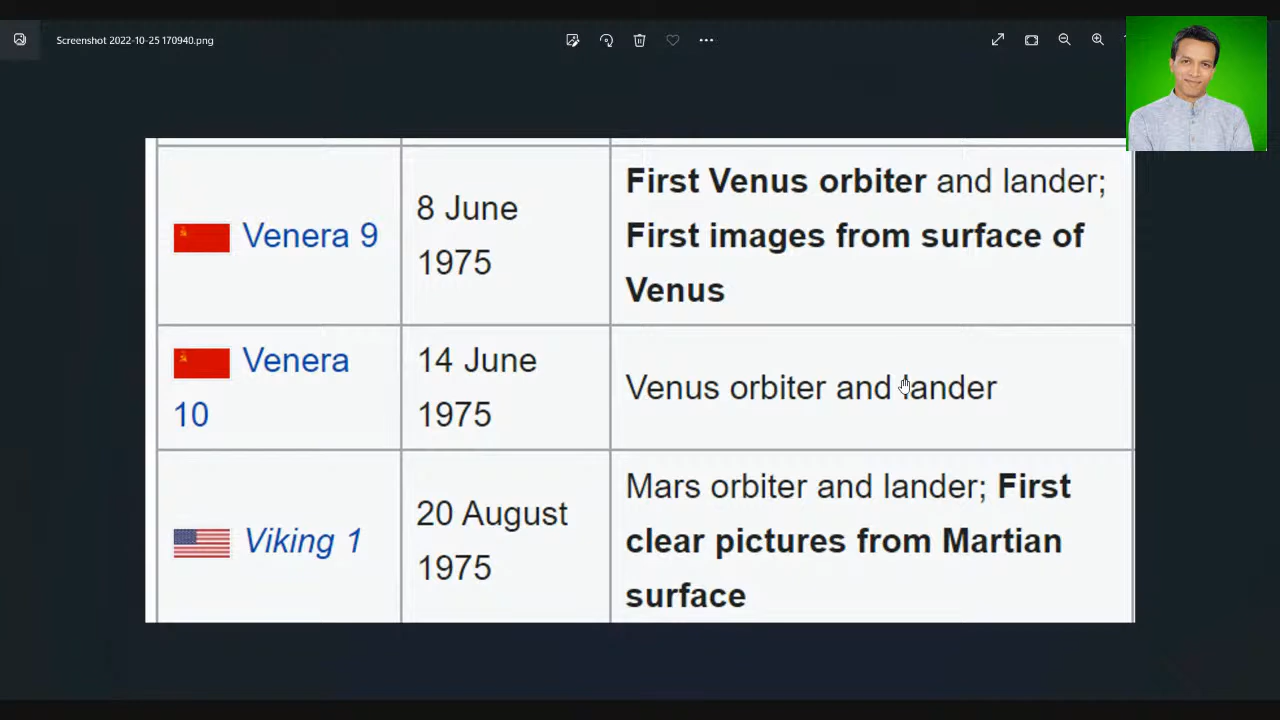 Screenshot 2022-10-25 170940.png
Venera 9
8 June
1975
First Venus orbiter and lander;
First images from surface of
Venus
Venera
10
14 June
1975
Venus orbiter and lander
Viking 1
20 August
1975
Mars orbiter and lander; First
clear pictures from Martian
surface